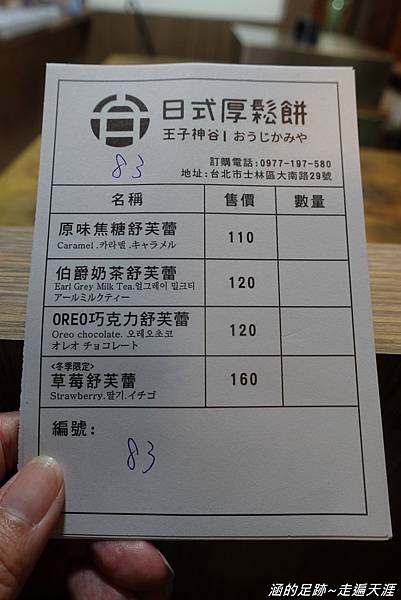 日式厚鬆餅
王子神谷 | おうじかみや
83
訂購電話:0977-197-580
地址:台北市士林區大南路29號
名稱 售價 數量
原味焦糖舒芙蕾 110
Caramel .카라멜 .キャラメル
伯爵奶茶舒芙蕾 120
Earl Grey Milk Tea.얼그레이 밀크티
アールミルクティー
OREO巧克力舒芙蕾 120
Oreo chocolate. 오레오초코
オレオ チョコレート
<冬季限定>
草莓舒芙蕾 160
Strawberry.딸기.イチゴ
編號:
83
涵的足跡~走遍天涯